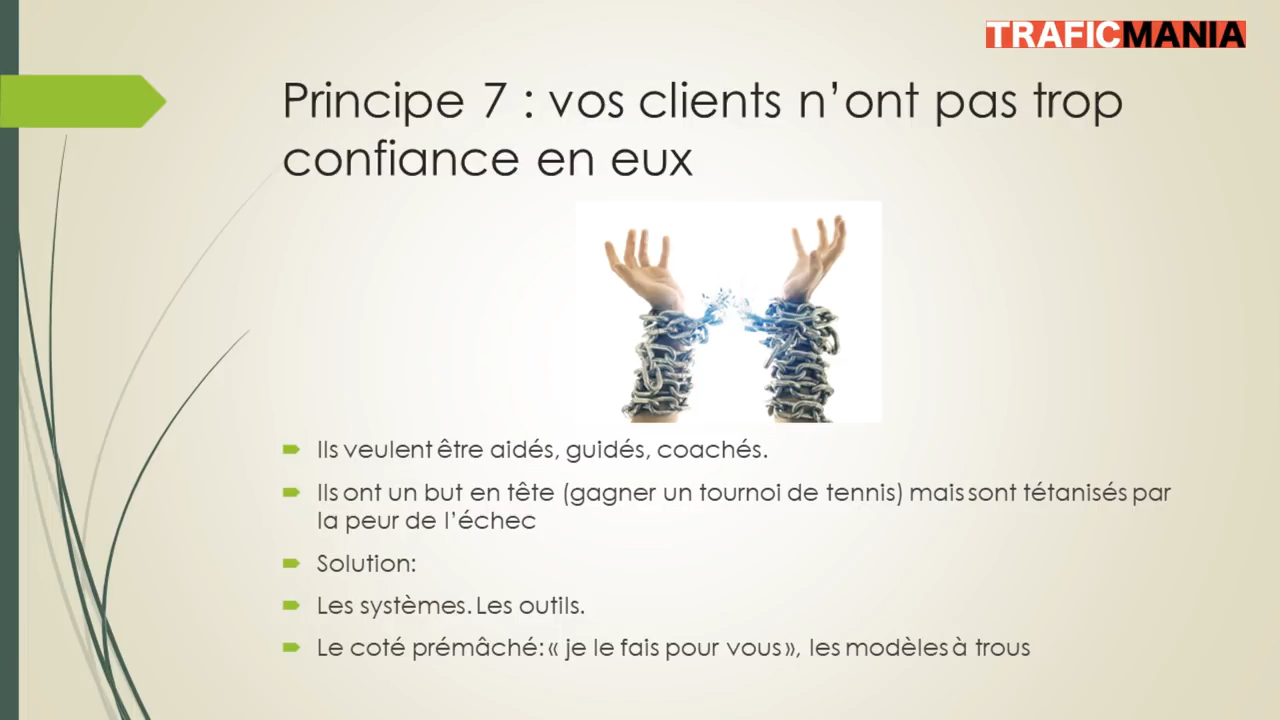 TRAFICMANIA
Principe 7 : vos clients n’ont pas trop
confiance en eux
Ils veulent être aidés, guidés, coachés.
Ils ont un but en tête (gagner un tournoi de tennis) mais sont tétanisés par
la peur de l’échec
Solution:
Les systèmes. Les outils.
Le coté prémâché: « je le fais pour vous », les modèles à trous